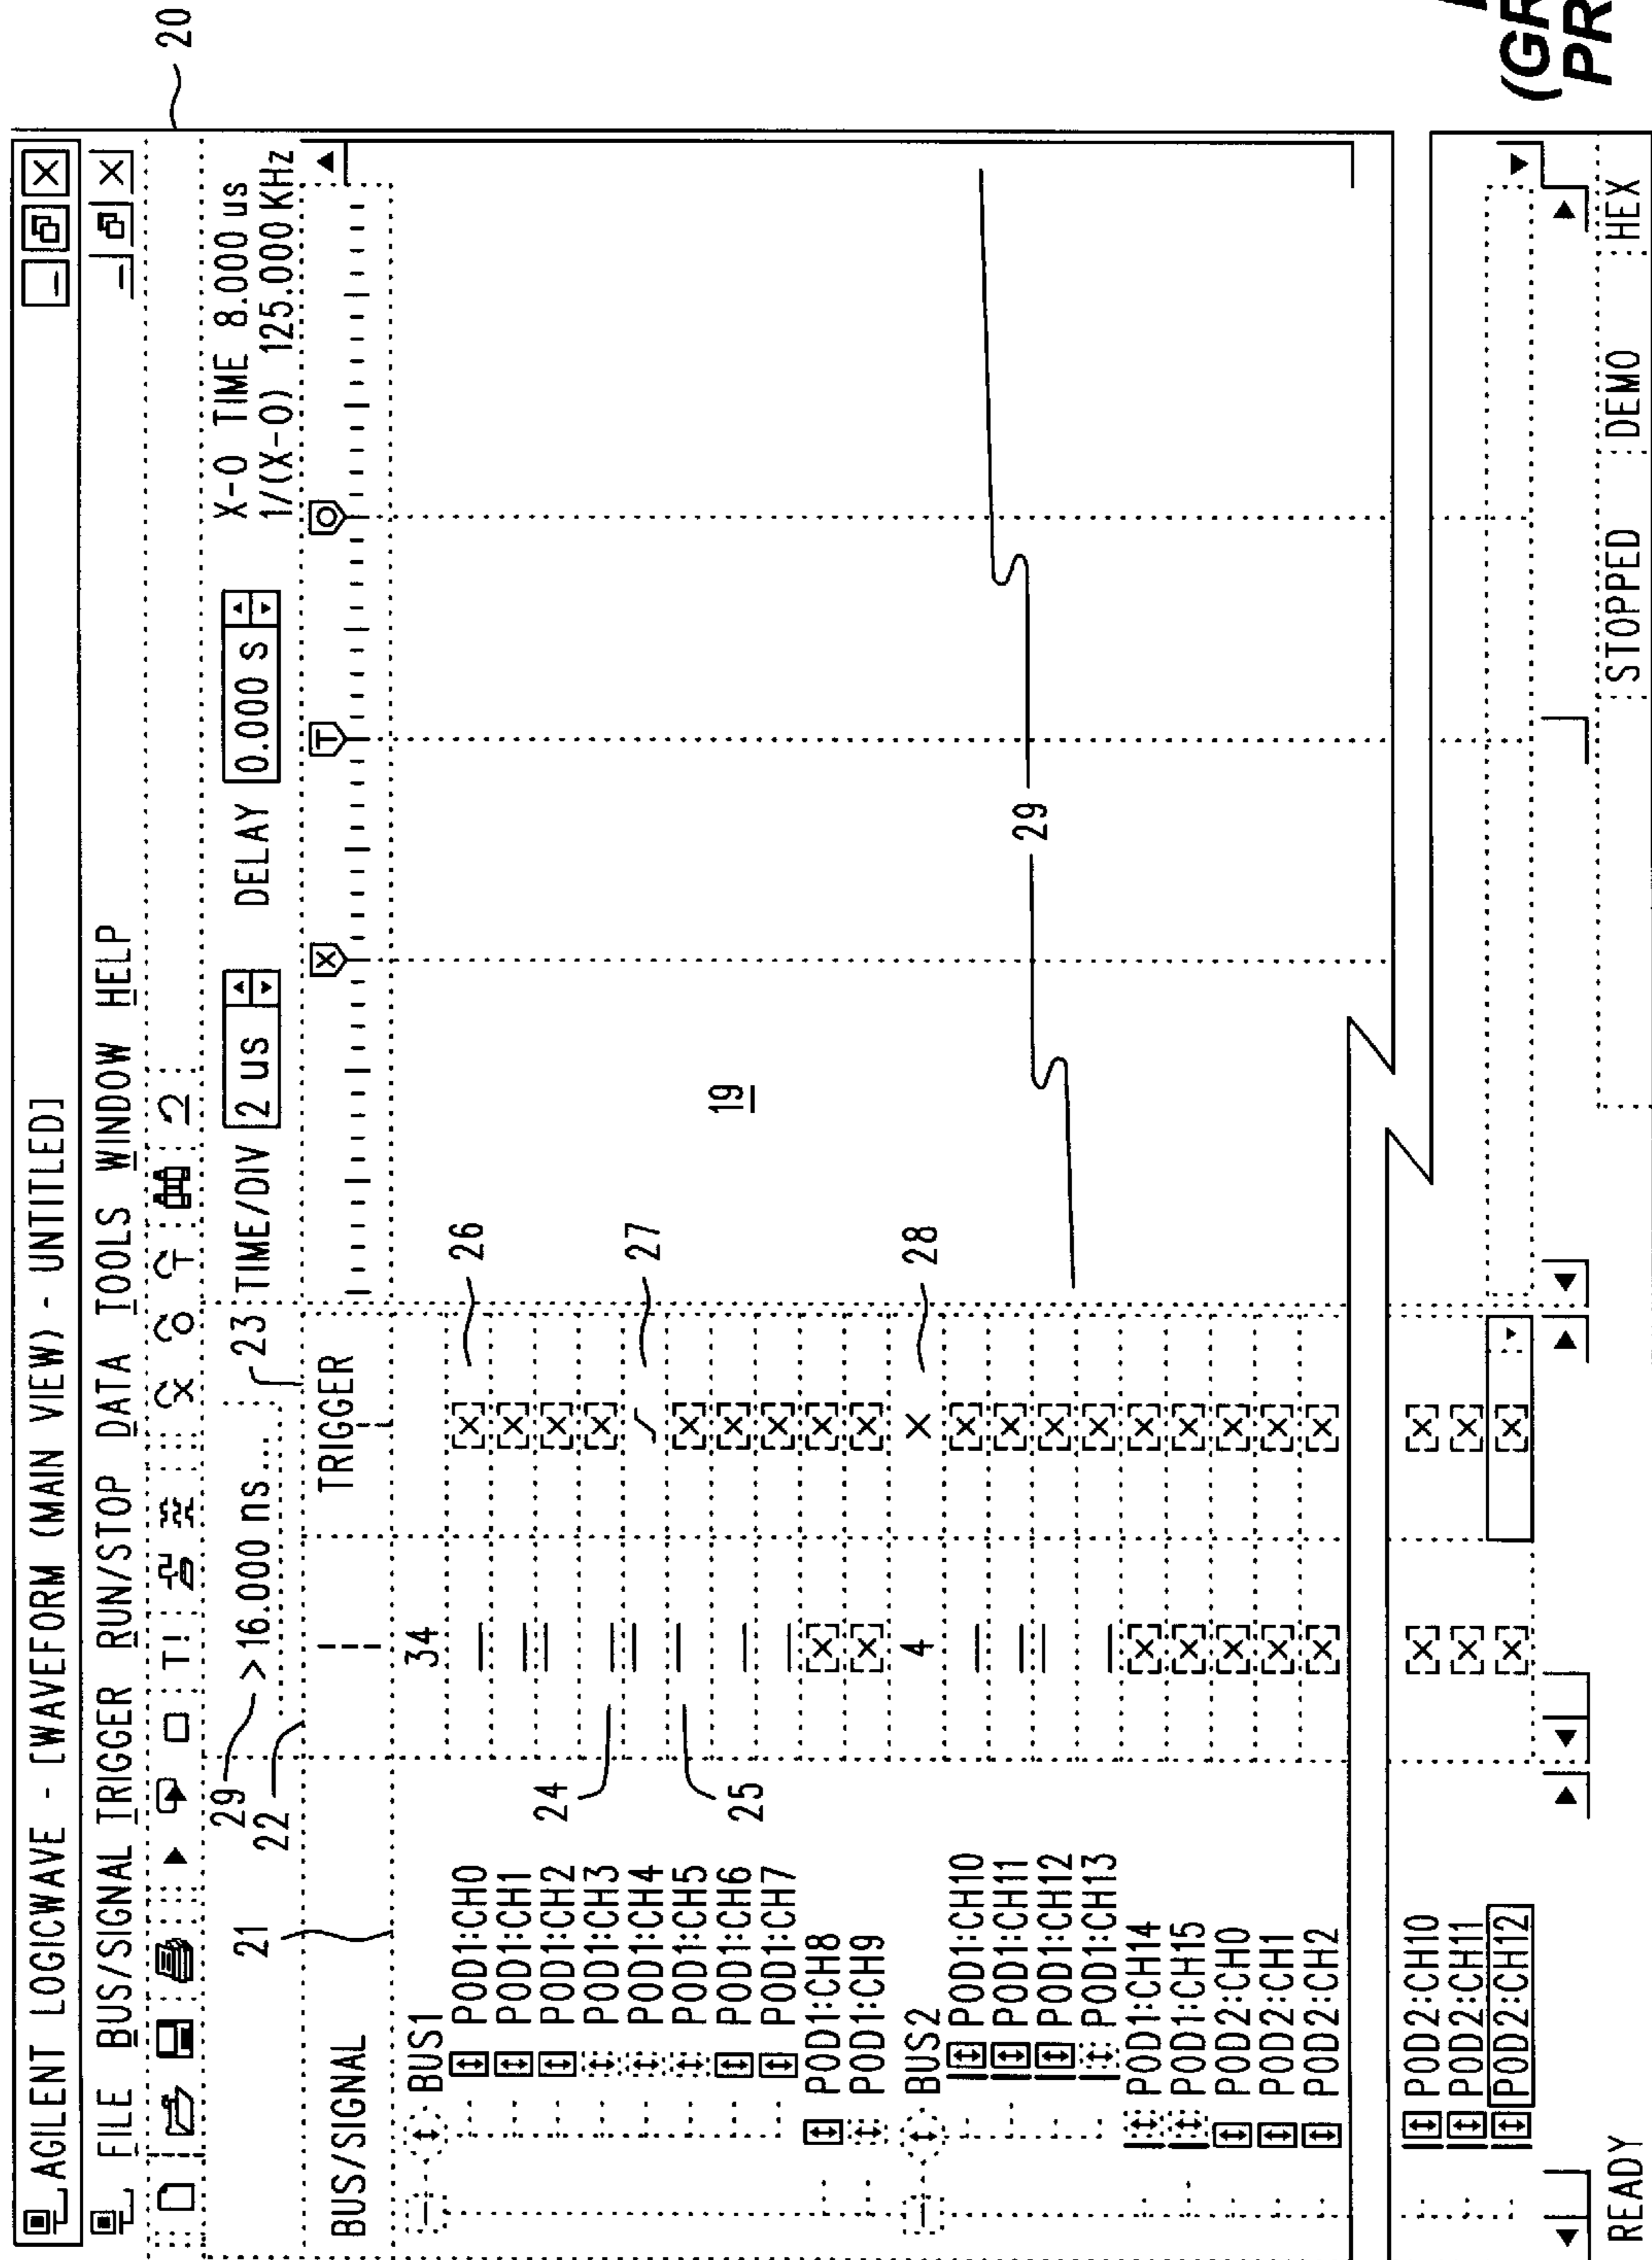 AGILENT LOGICWAVE - [WAVEFORM (MAIN VIEW) - UNTITLED]
FILE BUS/SIGNAL TRIGGER RUN/STOP DATA TOOLS WINDOW HELP
T!
X O T
20
29 > 16.000 ns... 23 TIME/DIV 2 us DELAY 0.000 S X-O TIME 8.000 us
1/(X-O) 125.000 KHz
21 22
BUS/SIGNAL TRIGGER X T O
BUS1 34
POD1:CH0 X 26
POD1:CH1 X
POD1:CH2 X
POD1:CH3 24 X
POD1:CH4 27
POD1:CH5 25 X
POD1:CH6 X 19
POD1:CH7 X
POD1:CH8 X X
POD1:CH9 X X
BUS2 4 X 28
POD1:CH10 X
POD1:CH11 X
POD1:CH12 X 29
POD1:CH13 X
POD1:CH14 X X
POD1:CH15 X X
POD2:CH0 X X
POD2:CH1 X X
POD2:CH2 X X
POD2:CH10 X X
POD2:CH11 X X
POD2:CH12 X X
READY STOPPED DEMO HEX
(GR
PR